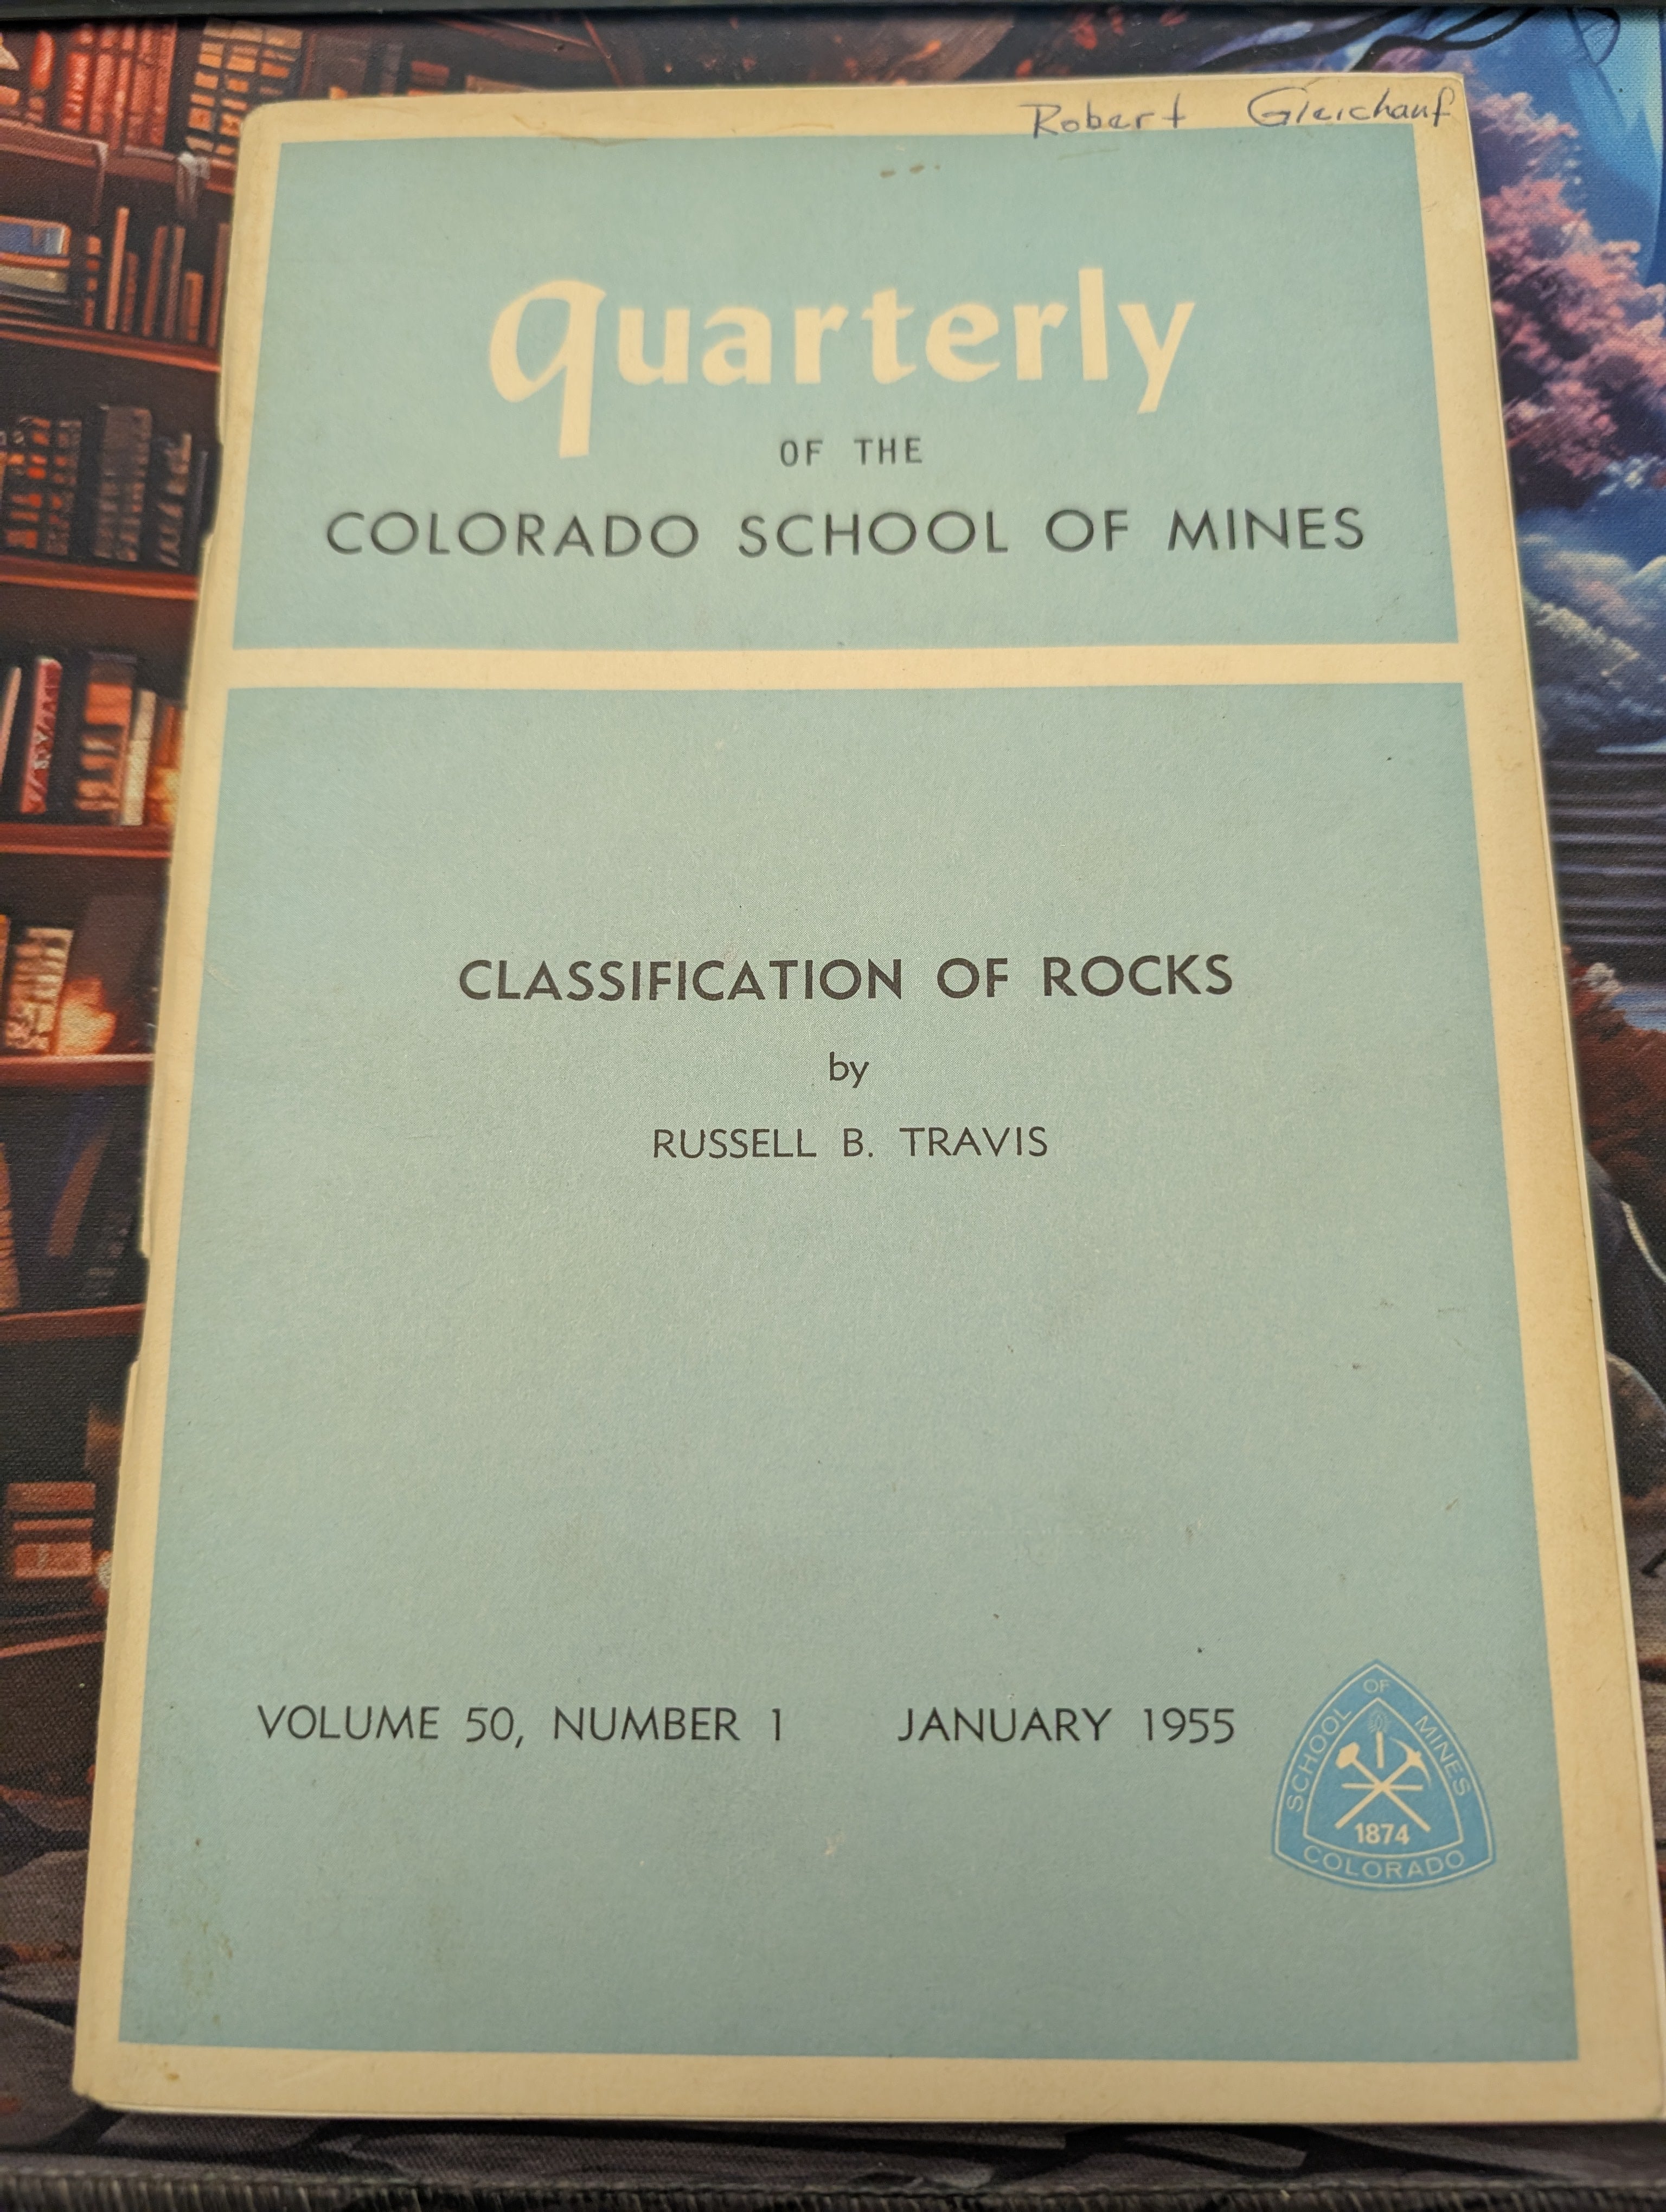 Robert Gleichauf
quarterly
OF THE
COLORADO SCHOOL OF MINES
CLASSIFICATION OF ROCKS
by
RUSSELL B. TRAVIS
VOLUME 50, NUMBER 1 JANUARY 1955
SCHOOL OF MINES
1874
COLORADO